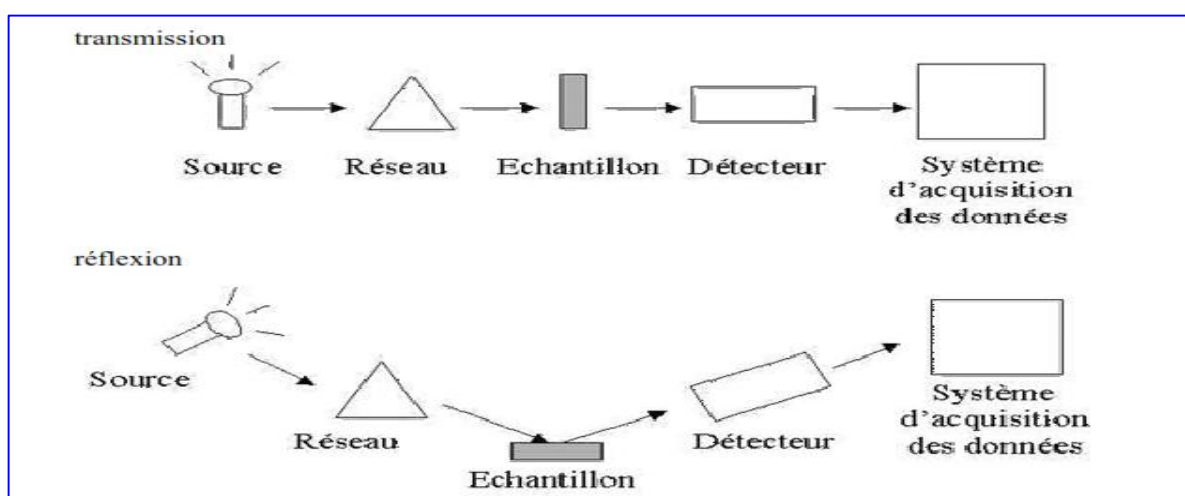 transmission
Source
Réseau
Echantillon
Détecteur
Système
d'acquisition
des données
réflexion
Source
Réseau
Echantillon
Détecteur
Système
d'acquisition
des données